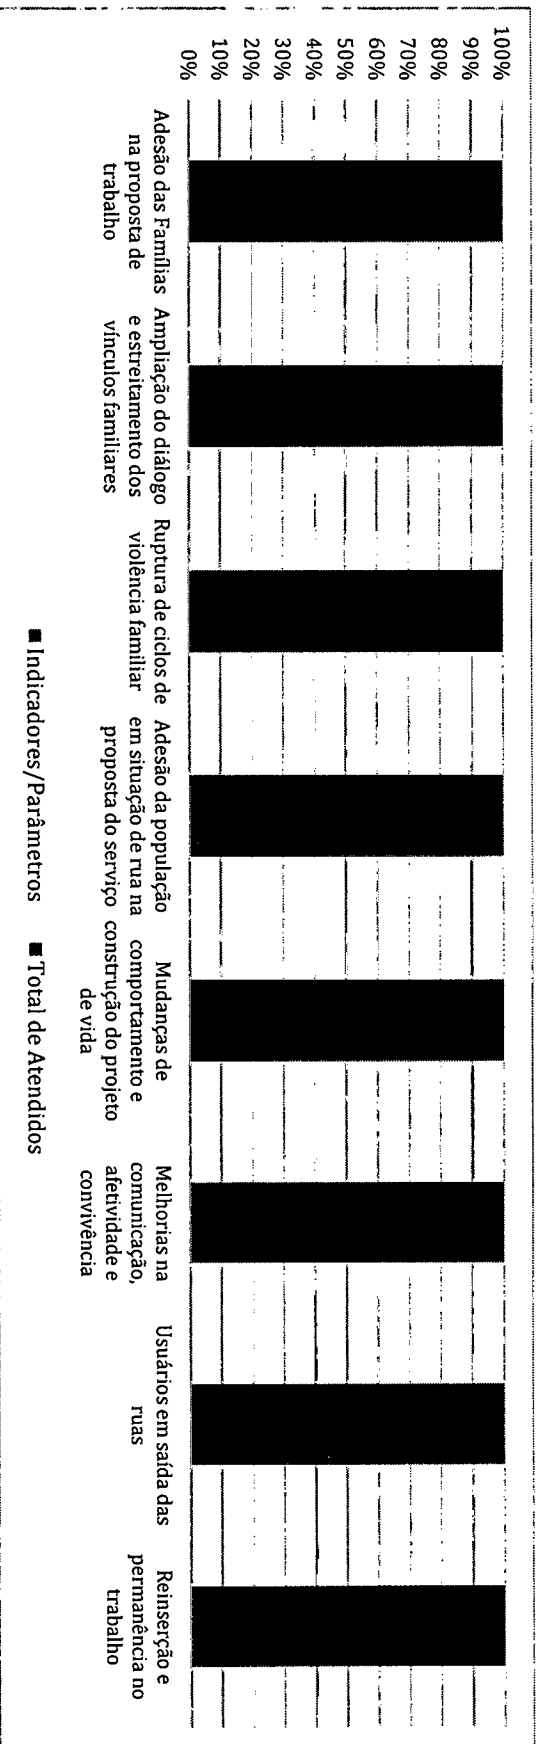 100%
90%
80%
70%
60%
50%
40%
30%
20%
10%
0%
Adesão das Famílias
na proposta de
trabalho
Ampliação do diálogo
e estreitamento dos
vínculos familiares
Ruptura de ciclos de
violência familiar
Adesão da população
em situação de rua na
proposta do serviço
Mudanças de
comportamento e
construção do projeto
de vida
Melhorias na
comunicação,
afetividade e
convivência
Usuários em saída das
ruas
Reinserção e
permanência no
trabalho
■ Indicadores/Parâmetros ■ Total de Atendidos